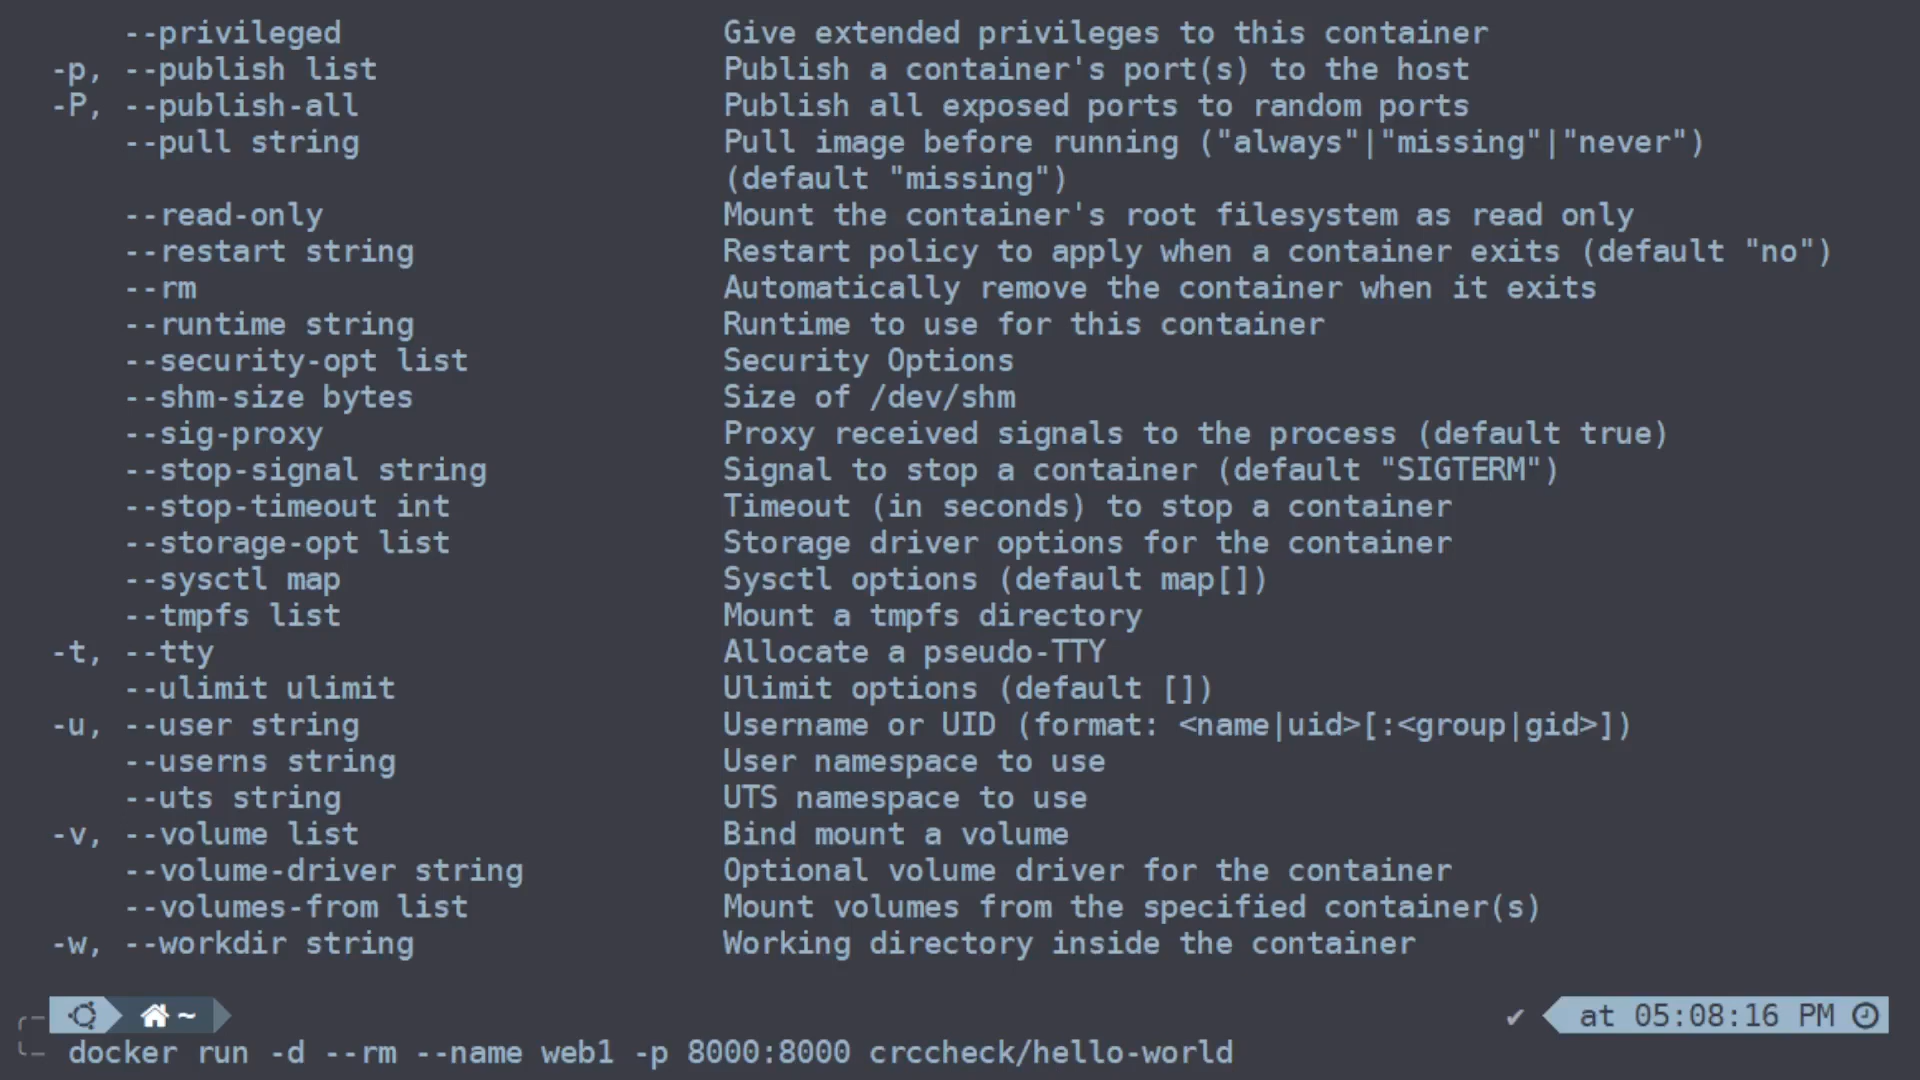 --privileged Give extended privileges to this container
-p, --publish list Publish a container's port(s) to the host
-P, --publish-all Publish all exposed ports to random ports
--pull string Pull image before running ("always"|"missing"|"never")
(default "missing")
--read-only Mount the container's root filesystem as read only
--restart string Restart policy to apply when a container exits (default "no")
--rm Automatically remove the container when it exits
--runtime string Runtime to use for this container
--security-opt list Security Options
--shm-size bytes Size of /dev/shm
--sig-proxy Proxy received signals to the process (default true)
--stop-signal string Signal to stop a container (default "SIGTERM")
--stop-timeout int Timeout (in seconds) to stop a container
--storage-opt list Storage driver options for the container
--sysctl map Sysctl options (default map[])
--tmpfs list Mount a tmpfs directory
-t, --tty Allocate a pseudo-TTY
--ulimit ulimit Ulimit options (default [])
-u, --user string Username or UID (format: <name|uid>[:<group|gid>])
--userns string User namespace to use
--uts string UTS namespace to use
-v, --volume list Bind mount a volume
--volume-driver string Optional volume driver for the container
--volumes-from list Mount volumes from the specified container(s)
-w, --workdir string Working directory inside the container
~ ✔ at 05:08:16 PM
docker run -d --rm --name web1 -p 8000:8000 crccheck/hello-world